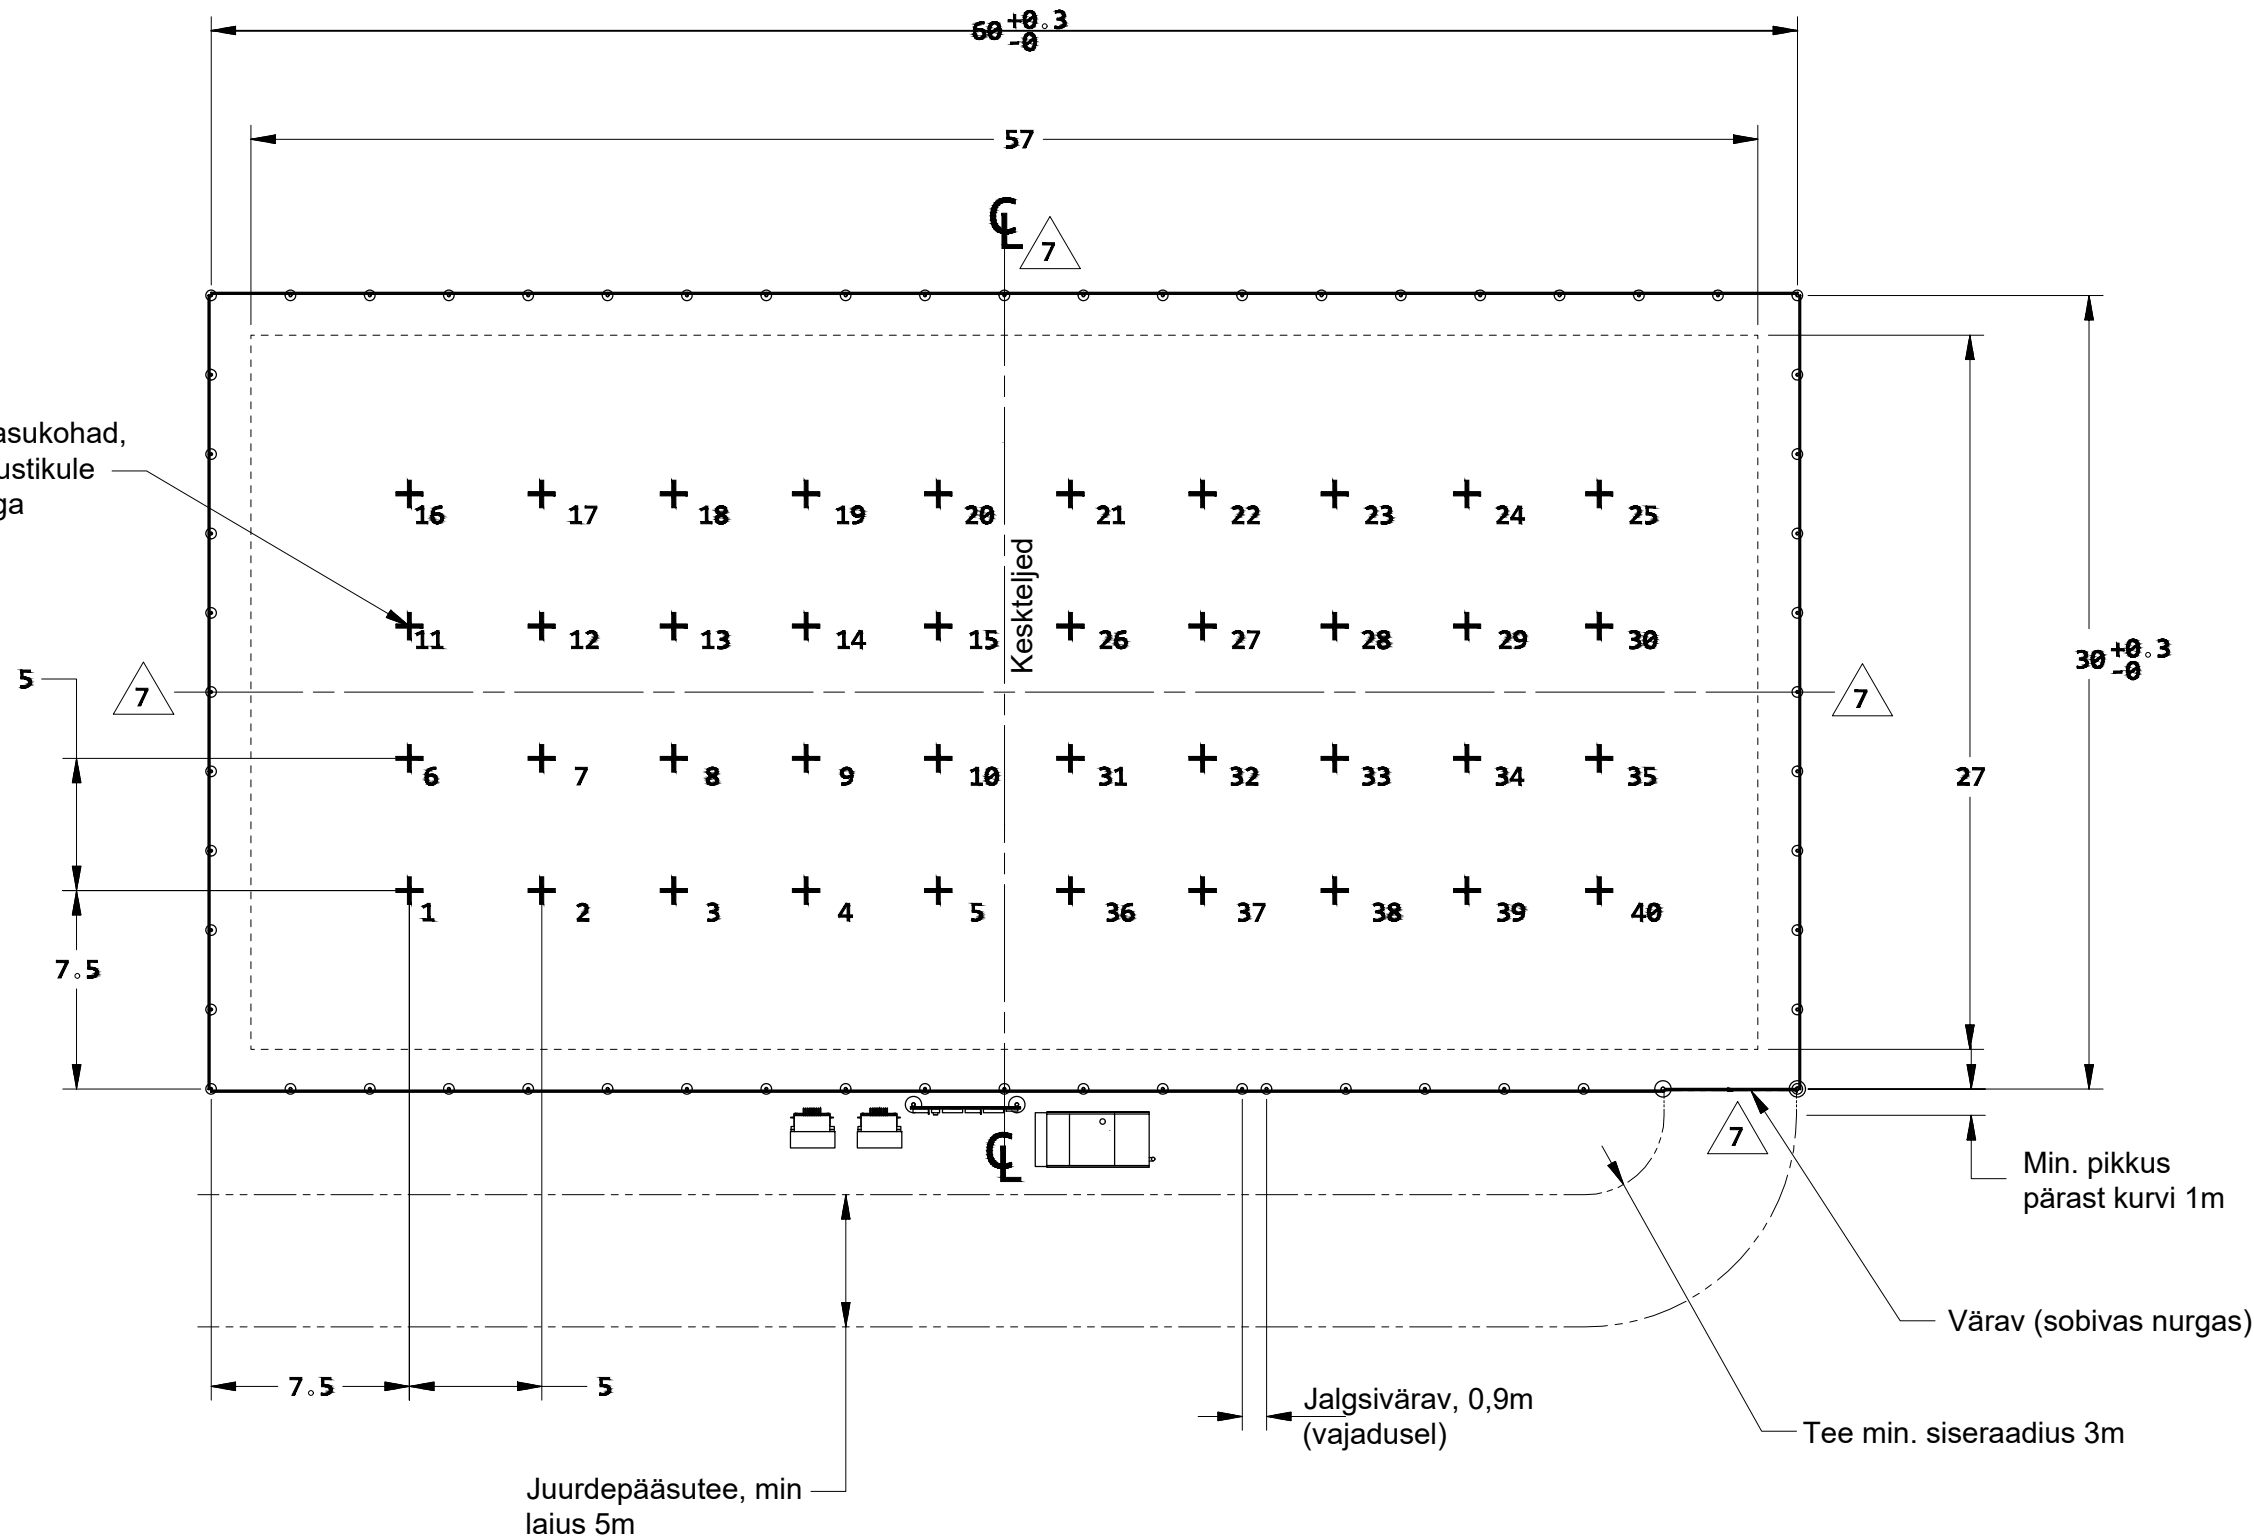 60 +0.3
-0
57
℄
7
asukohad,
ustikule
ga
16 17 18 19 20 21 22 23 24 25
Keskteljed
11 12 13 14 15 26 27 28 29 30
30 +0.3
-0
5
7
7
6 7 8 9 10 31 32 33 34 35
27
1 2 3 4 5 36 37 38 39 40
7.5
℄
7
Min. pikkus
pärast kurvi 1m
Värav (sobivas nurgas)
7.5
5
Jalgsivärav, 0,9m
(vajadusel)
Tee min. siseraadius 3m
Juurdepääsutee, min
laius 5m